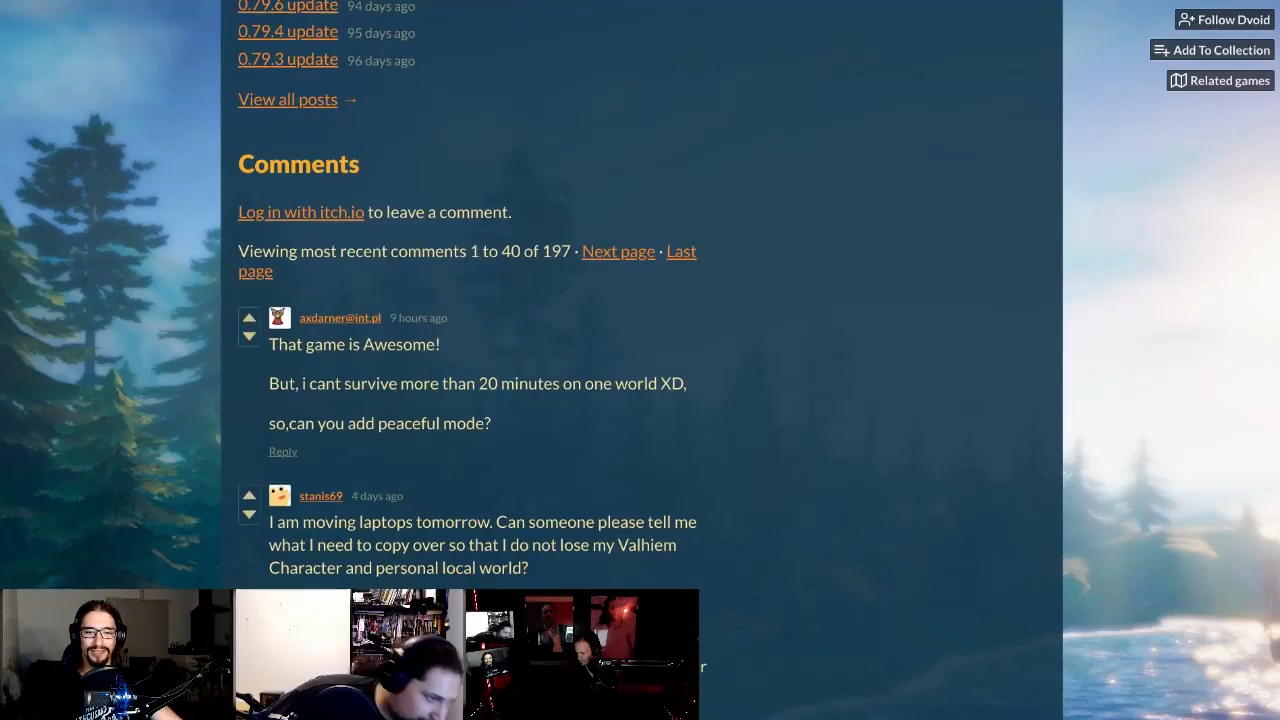 0.79.6 update 94 days ago
0.79.4 update 95 days ago
0.79.3 update 96 days ago
View all posts →
Comments
Log in with itch.io to leave a comment.
Viewing most recent comments 1 to 40 of 197 · Next page · Last
page
axdarner@int.pl 9 hours ago
That game is Awesome!
But, i cant survive more than 20 minutes on one world XD,
so,can you add peaceful mode?
Reply
stanis69 4 days ago
I am moving laptops tomorrow. Can someone please tell me
what I need to copy over so that I do not lose my Valhiem
Character and personal local world?
r
Follow Dvoid
Add To Collection
Related games